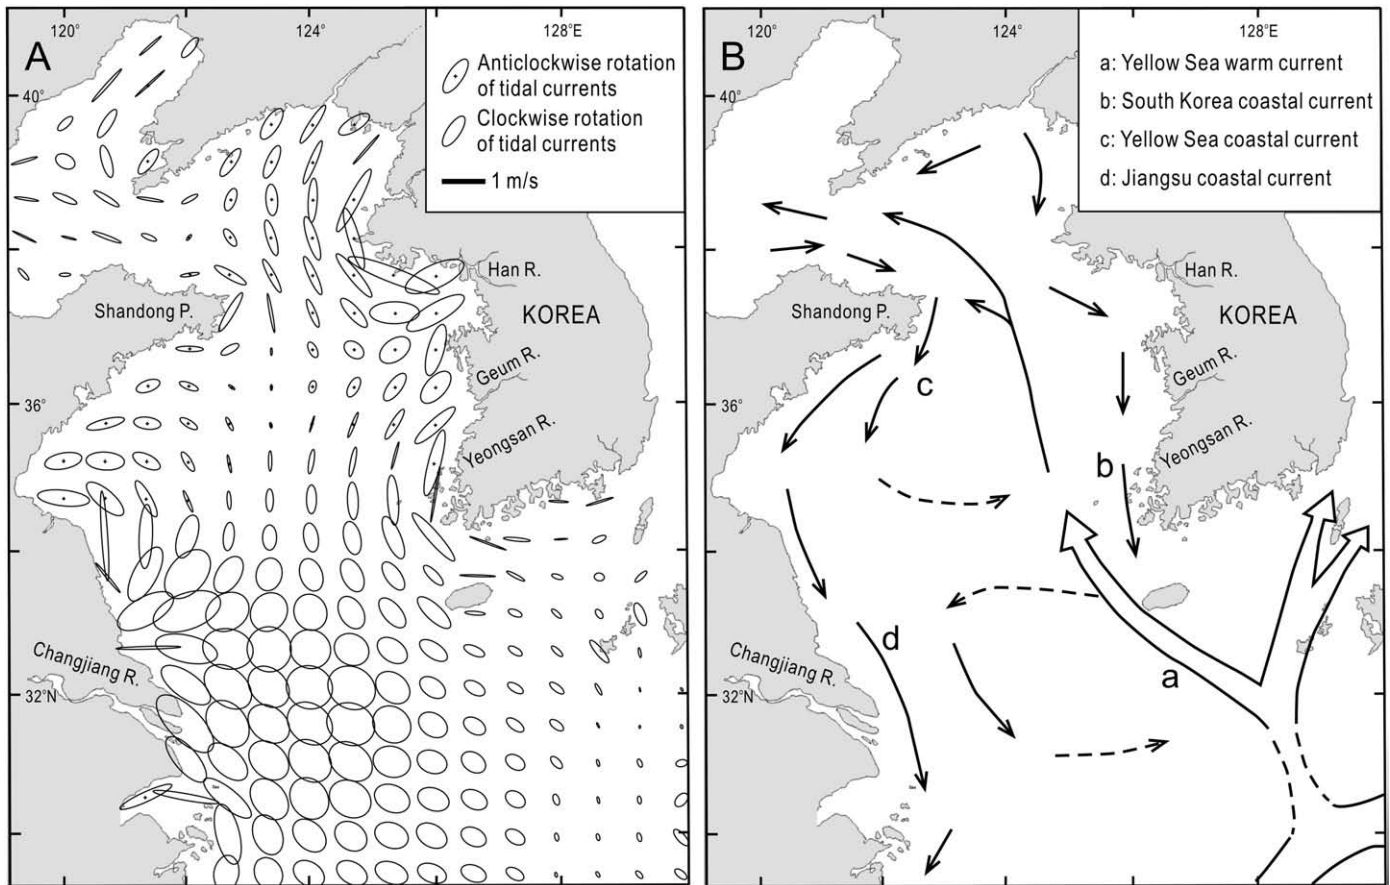 A
120°
124°
128°E
Anticlockwise rotation
of tidal currents
Clockwise rotation
of tidal currents
1 m/s
40°
Han R.
Shandong P.
KOREA
Geum R.
36°
Yeongsan R.
Changjiang R.
32°N
B
120°
124°
128°E
a: Yellow Sea warm current
b: South Korea coastal current
c: Yellow Sea coastal current
d: Jiangsu coastal current
40°
Han R.
Shandong P.
KOREA
Geum R.
c
36°
Yeongsan R.
b
d
Changjiang R.
a
32°N